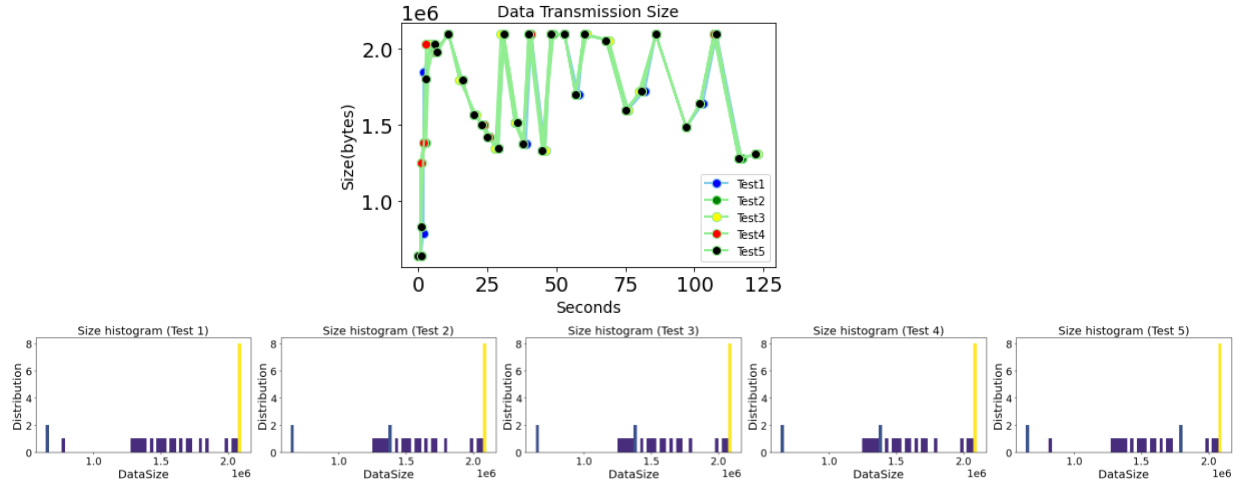 Data Transmission Size
1e6
2.0
1.5
1.0
Size(bytes)
Test1
Test2
Test3
Test4
Test5
0 25 50 75 100 125
Seconds
Size histogram (Test 1) Size histogram (Test 2) Size histogram (Test 3) Size histogram (Test 4) Size histogram (Test 5)
8 8 8 8 8
6 6 6 6 6
4 4 4 4 4
2 2 2 2 2
0 0 0 0 0
Distribution Distribution Distribution Distribution Distribution
1.0 1.5 2.0 1.0 1.5 2.0 1.0 1.5 2.0 1.0 1.5 2.0 1.0 1.5 2.0
DataSize 1e6 DataSize 1e6 DataSize 1e6 DataSize 1e6 DataSize 1e6